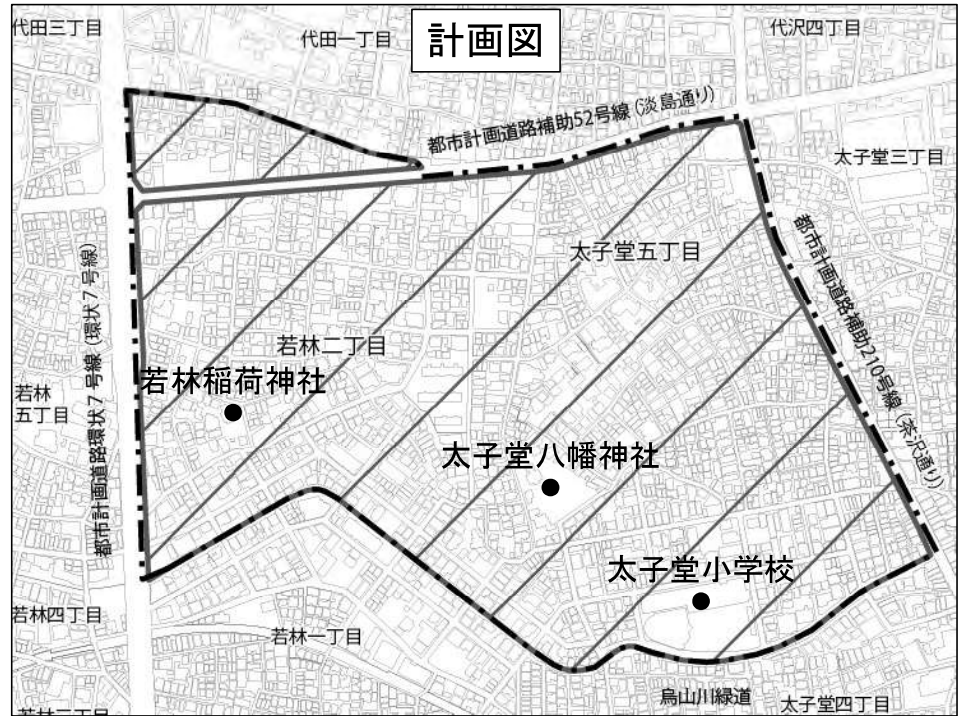 計画図
代田三丁目
代田一丁目
代沢四丁目
都市計画道路補助52号線(淡島通り)
太子堂三丁目
都市計画道路補助210号線(茶沢通り)
太子堂五丁目
都市計画道路環状7号線(環状7号線)
若林二丁目
若林稲荷神社
若林
五丁目
太子堂八幡神社
太子堂小学校
若林四丁目
若林一丁目
烏山川緑道
太子堂四丁目